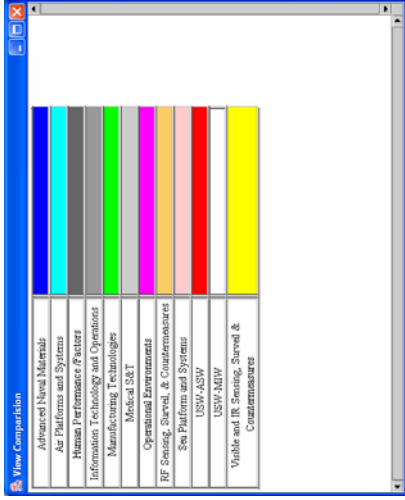 View Comparision
Advanced Naval Materials
Air Platforms and Systems
Human Performance /Factors
Information Technology and Operations
Manufacturing Technologies
Medical S&T
Operational Environments
RF Sensing, Surveil, & Countermeasures
Sea Platform and Systems
USW-ASW
USW-MIW
Visible and IR Sensing, Surveil &
Countermeasures